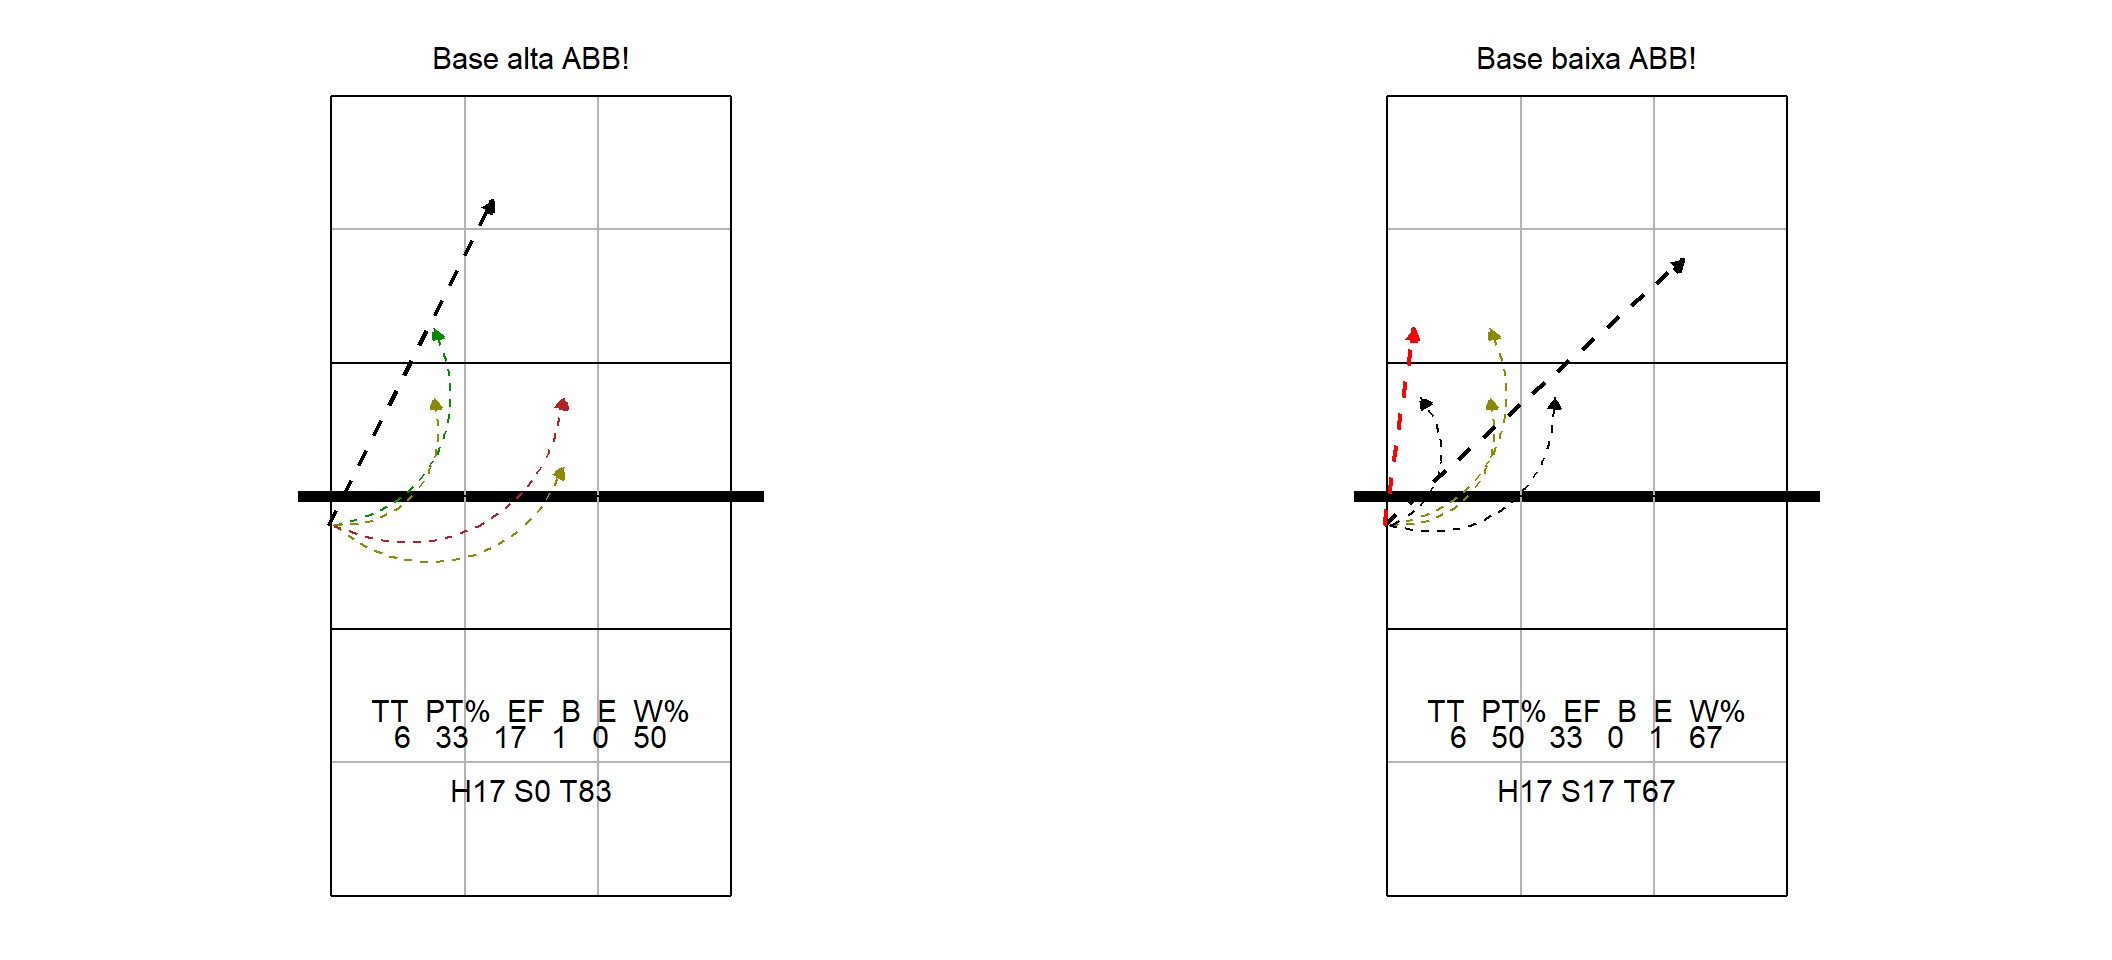 Base alta ABB!
TT PT% EF B E W%
6 33 17 1 0 50
H17 S0 T83
Base baixa ABB!
TT PT% EF B E W%
6 50 33 0 1 67
H17 S17 T67